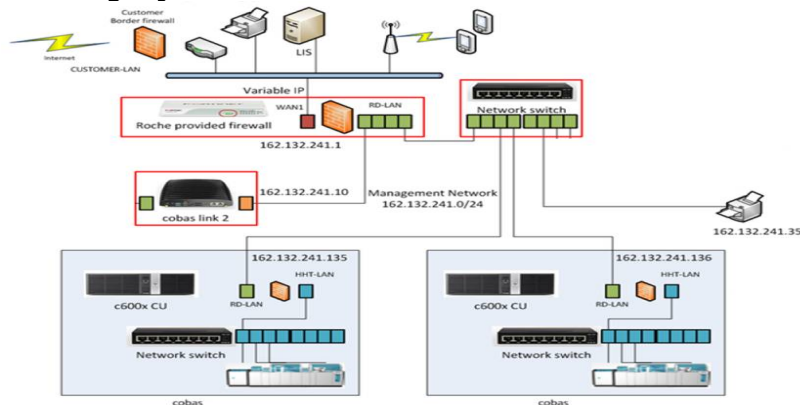 Customer
Border firewall
Internet
CUSTOMER-LAN
LIS
Variable IP
WAN1
RD-LAN
Roche provided firewall
Network switch
162.132.241.1
162.132.241.10
Management Network
162.132.241.0/24
cobas link 2
162.132.241.35
162.132.241.135
HHT-LAN
c600x CU
RD-LAN
Network switch
cobas
162.132.241.136
HHT-LAN
c600x CU
RD-LAN
Network switch
cobas